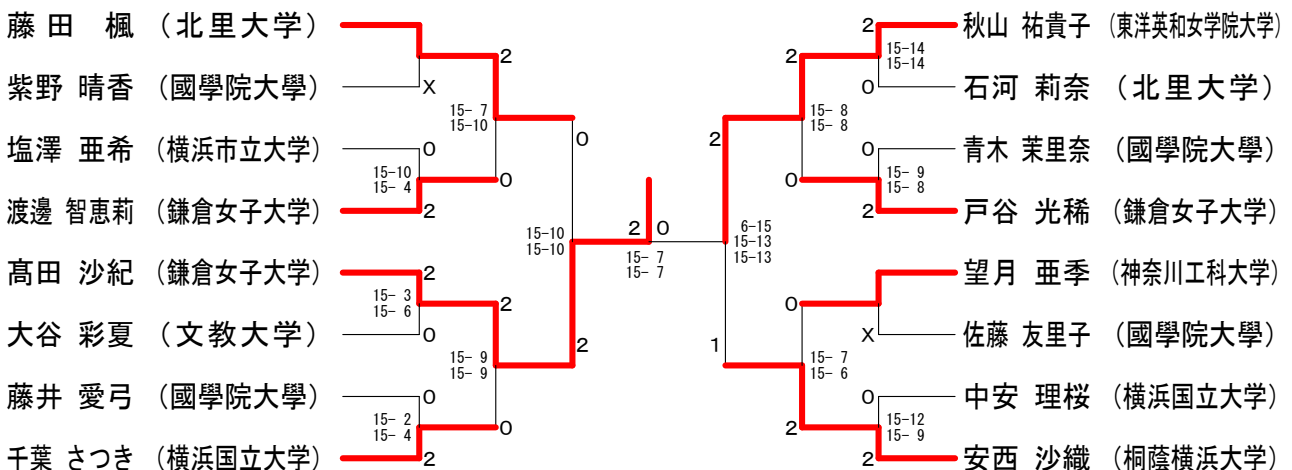 藤田 楓 (北里大学)
2
紫野 晴香 (國學院大學)
X
15- 7
15-10
0
塩澤 亜希 (横浜市立大学)
0
15-10
15- 4
0
渡邊 智恵莉 (鎌倉女子大学)
2
15-10
15-10
髙田 沙紀 (鎌倉女子大学)
2
15- 3
15- 6
2
大谷 彩夏 (文教大学)
0
15- 9
15- 9
2
藤井 愛弓 (國學院大學)
0
15- 2
15- 4
0
千葉 さつき (横浜国立大学)
2
2 0
15- 7
15- 7
2 秋山 祐貴子 (東洋英和女学院大学)
2
15-14
15-14
0 石河 莉奈 (北里大学)
15- 8
15- 8
2
0 青木 茉里奈 (國學院大學)
0
15- 9
15- 8
2 戸谷 光稀 (鎌倉女子大学)
6-15
15-13
15-13
望月 亜季 (神奈川工科大学)
0
X 佐藤 友里子 (國學院大學)
1
15- 7
15- 6
0 中安 理桜 (横浜国立大学)
2
15-12
15- 9
2 安西 沙織 (桐蔭横浜大学)